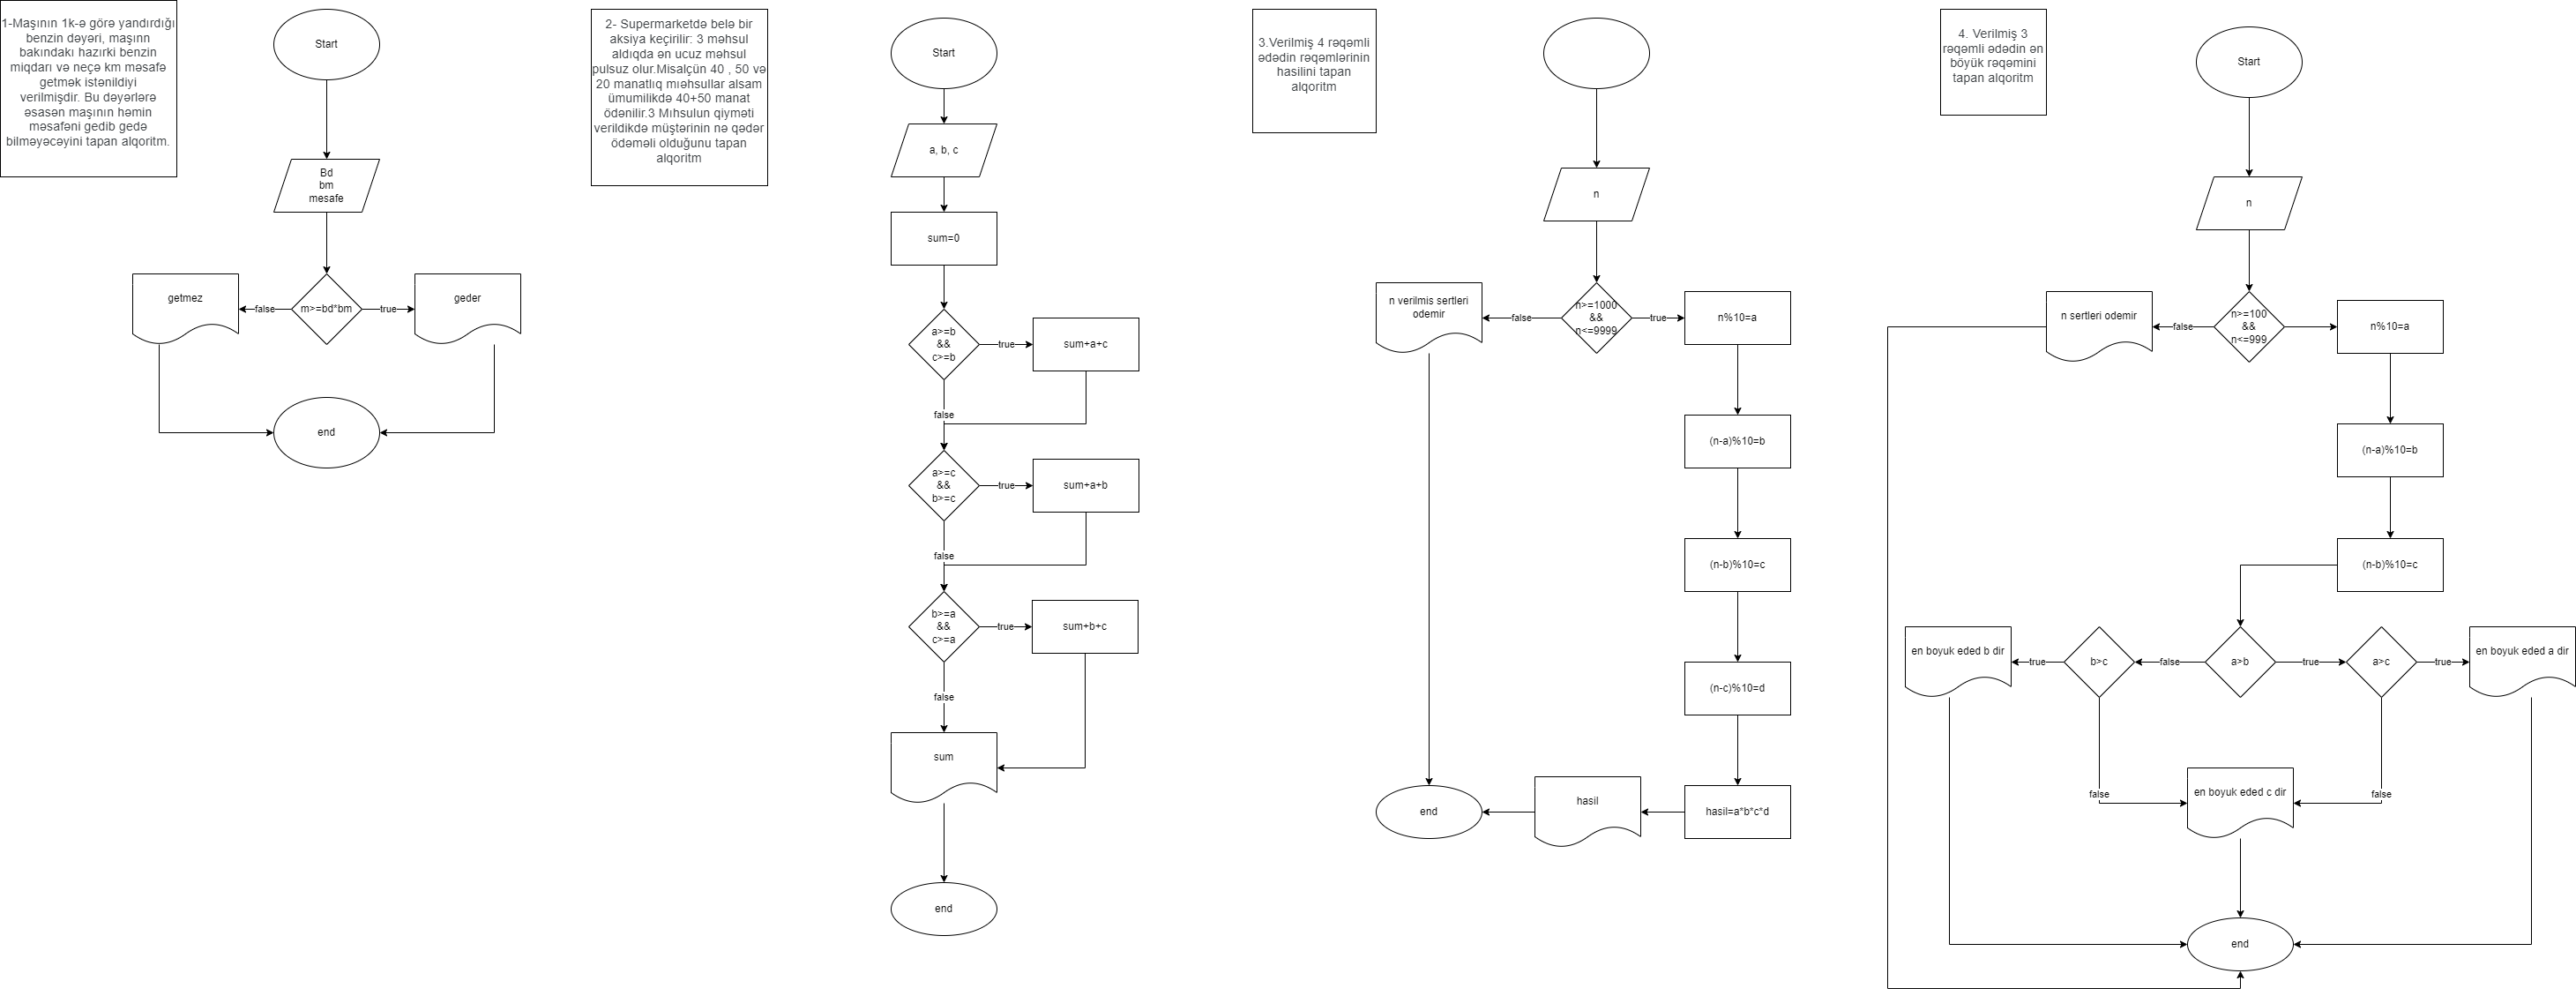 1-Maşının 1k-ə görə yandırdığı
benzin dəyəri, maşınn
bakındakı hazırki benzin
miqdarı və neçə km məsafə
getmək istənildiyi
verilmişdir. Bu dəyərlərə
əsasən maşının həmin
məsafəni gedib gedə
bilməyəcəyini tapan alqoritm.
Start
Bd
bm
mesafe
getmez
false
m>=bd*bm
true
geder
end
2- Supermarketdə belə bir
aksiya keçirilir: 3 məhsul
aldıqda ən ucuz məhsul
pulsuz olur.Misalçün 40 , 50 və
20 manatlıq mıəhsullar alsam
ümumilikdə 40+50 manat
ödənilir.3 Mıhsulun qiyməti
verildikdə müştərinin nə qədər
ödəməli olduğunu tapan
alqoritm
Start
a, b, c
sum=0
a>=b
&&
c>=b
true
sum+a+c
false
a>=c
&&
b>=c
true
sum+a+b
false
b>=a
&&
c>=a
true
sum+b+c
false
sum
end
3.Verilmiş 4 rəqəmli
ədədin rəqəmlərinin
hasilini tapan
alqoritm
n
n verilmis sertleri
odemir
false
n>=1000
&&
n<=9999
true
n%10=a
(n-a)%10=b
(n-b)%10=c
(n-c)%10=d
hasil=a*b*c*d
hasil
end
4. Verilmiş 3
rəqəmli ədədin ən
böyük rəqəmini
tapan alqoritm
Start
n
n sertleri odemir
false
n>=100
&&
n<=999
n%10=a
(n-a)%10=b
(n-b)%10=c
en boyuk eded b dir
true
b>c
false
a>b
true
a>c
true
en boyuk eded a dir
false
en boyuk eded c dir
false
end